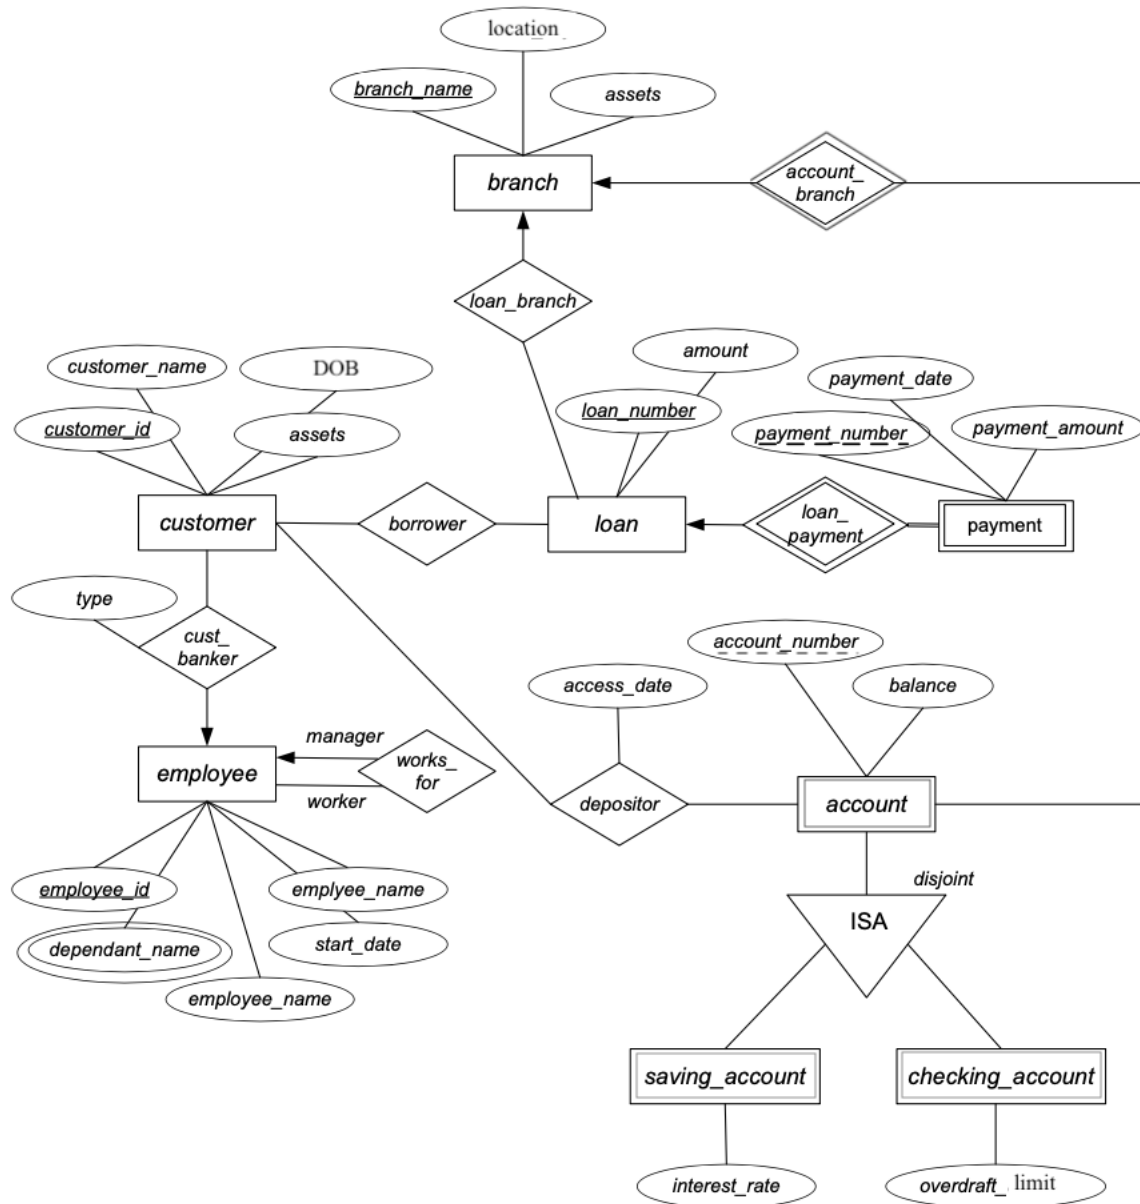 location
branch_name
assets
branch
account_
branch
loan_branch
customer_name
DOB
customer_id
assets
amount
loan_number
payment_date
payment_number
payment_amount
customer
borrower
loan
loan_
payment
payment
type
cust_
banker
account_number
access_date
balance
manager
employee
works_
for
worker
depositor
account
employee_id
emplyee_name
dependant_name
start_date
employee_name
disjoint
ISA
saving_account
checking_account
interest_rate
overdraft_ limit